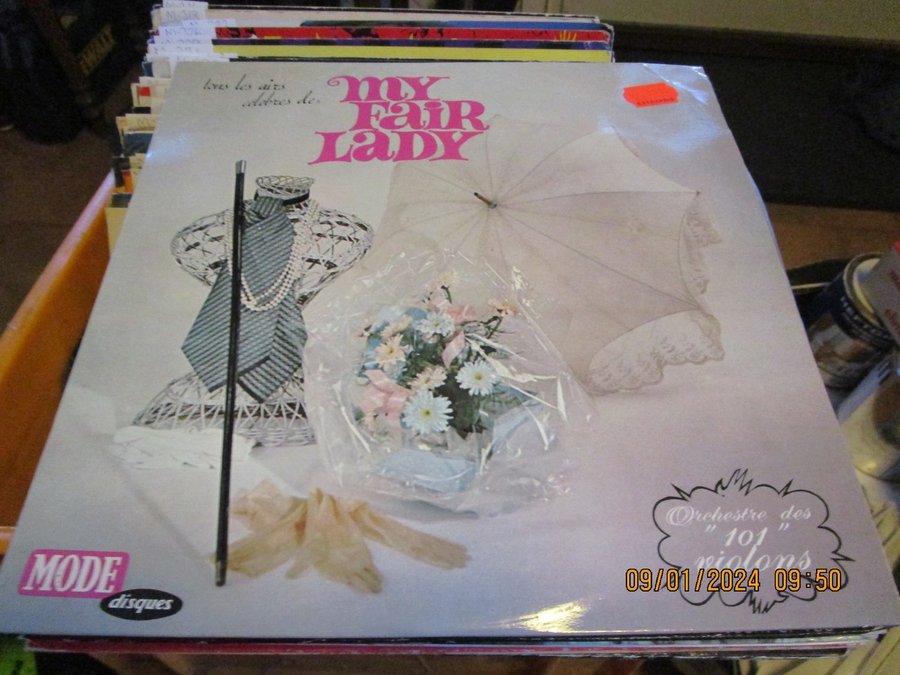 tous les airs
célèbres de.
MY
FAIR
LADY
Orchestre des
"101"
violons
09/01/2024 09:50
MODE
disques